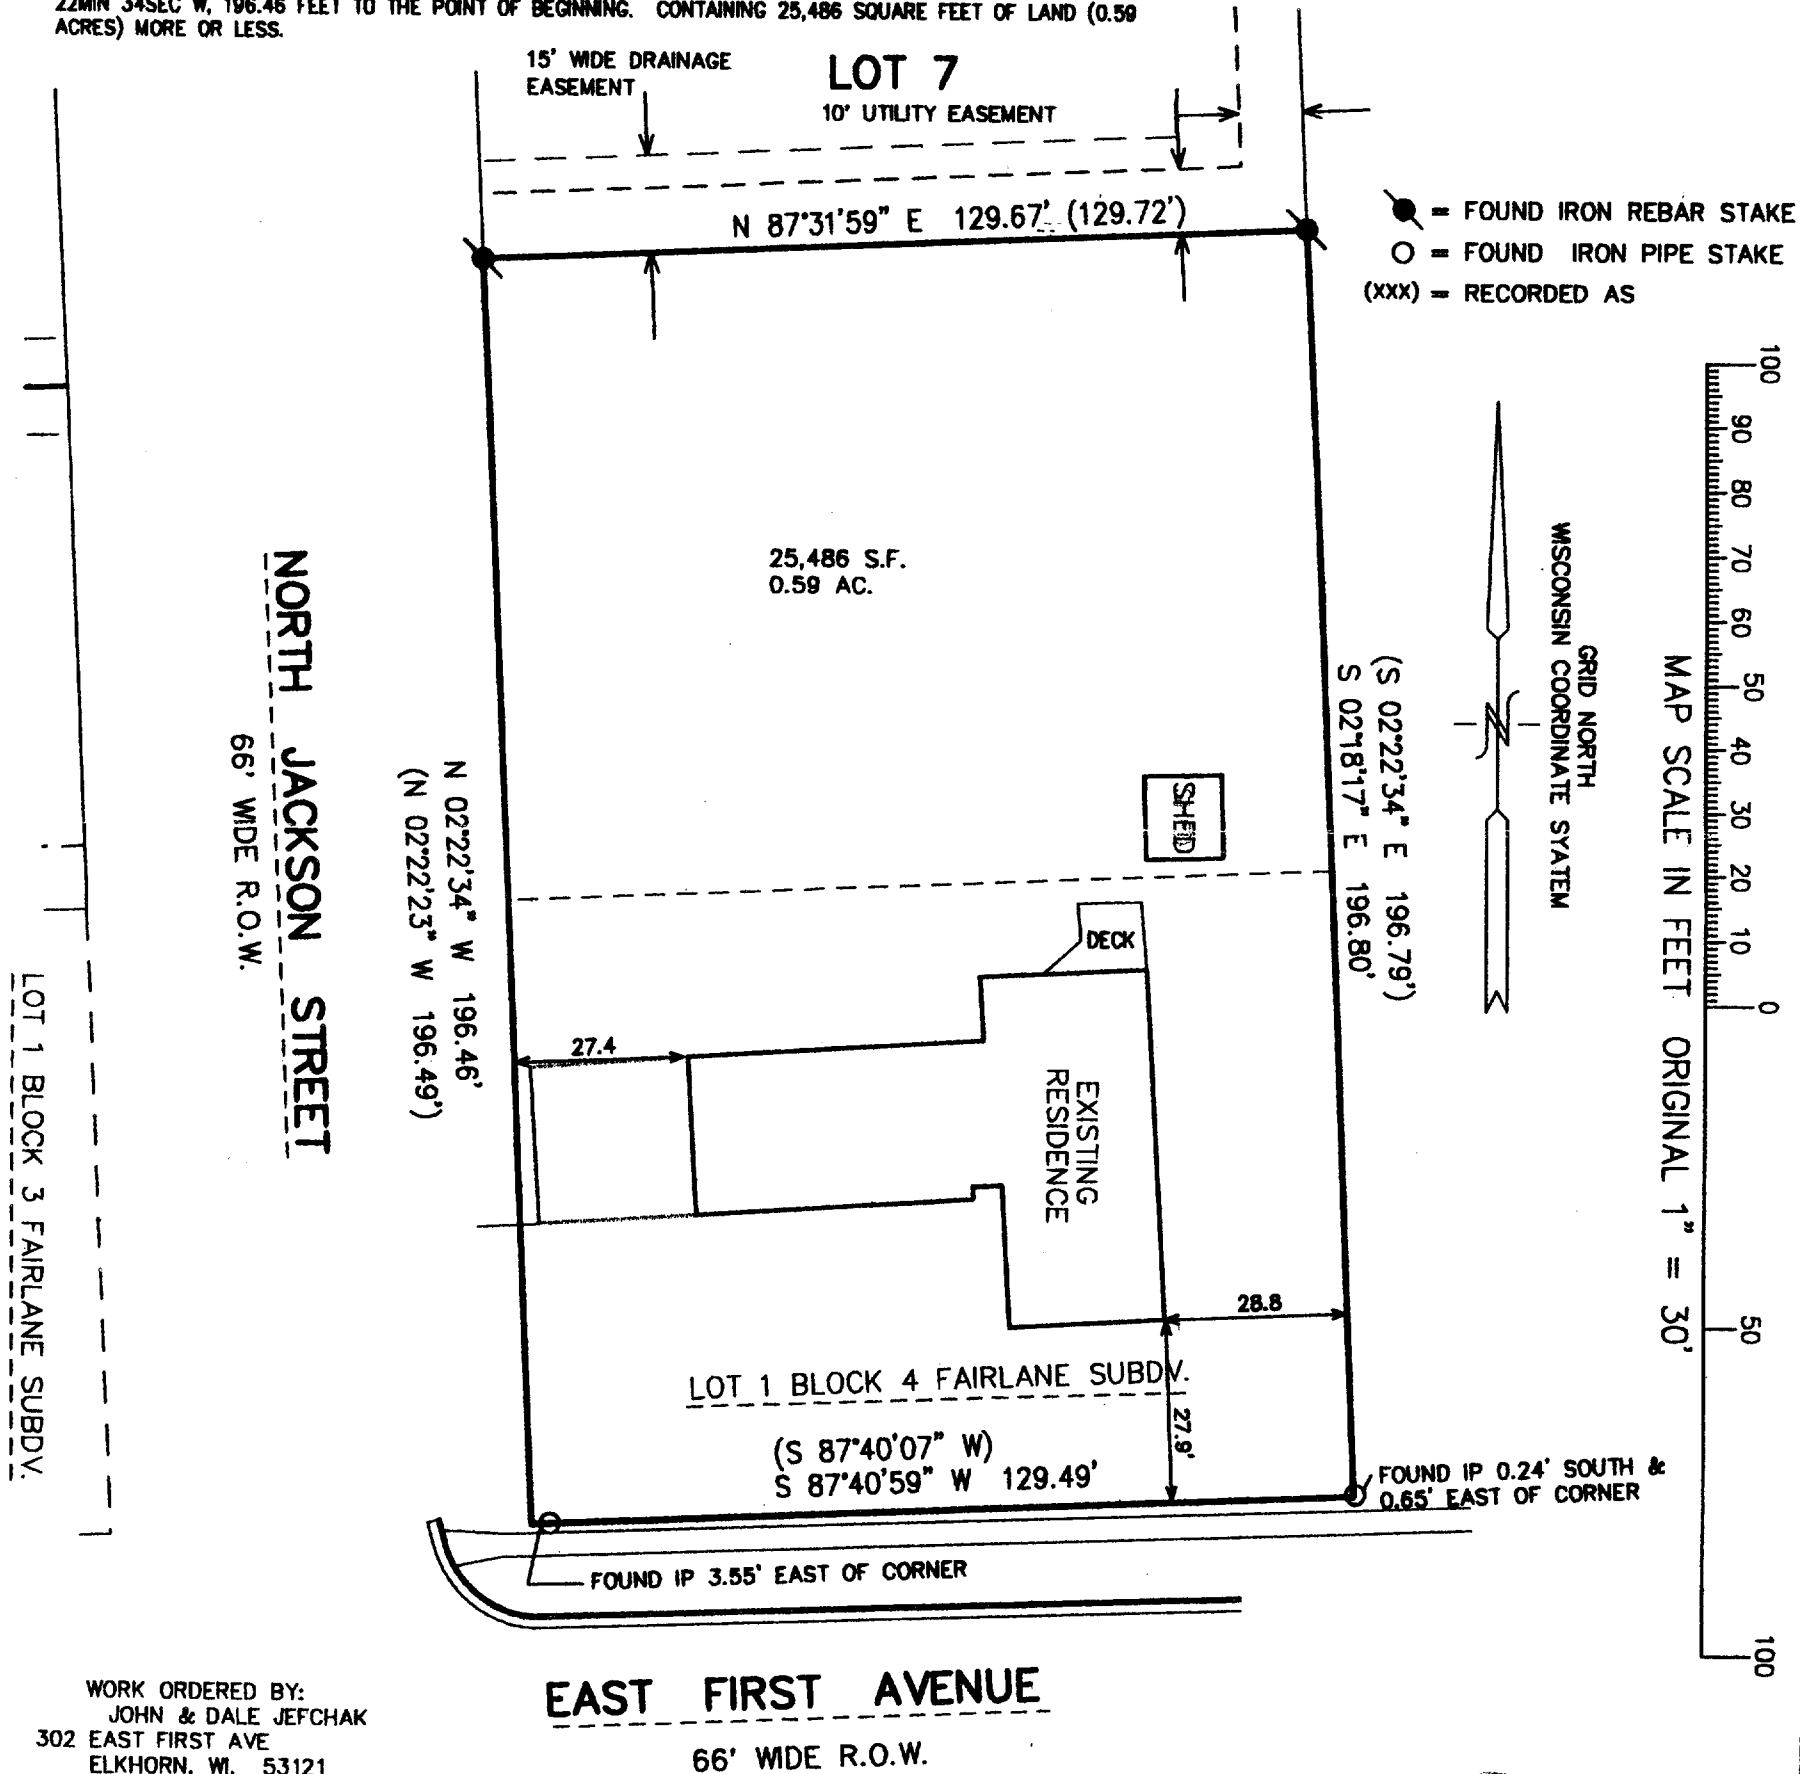 22MIN 34SEC W, 196.46 FEET TO THE POINT OF BEGINNING. CONTAINING 25,486 SQUARE FEET OF LAND (0.59
ACRES) MORE OR LESS.
15' WIDE DRAINAGE
EASEMENT
LOT 7
10' UTILITY EASEMENT
N 87°31'59" E 129.67' (129.72')
= FOUND IRON REBAR STAKE
= FOUND IRON PIPE STAKE
(XXX) = RECORDED AS
25,486 S.F.
0.59 AC.
NORTH JACKSON STREET
66' WIDE R.O.W.
N 02°22'34" W 196.46'
(N 02°22'23" W 196.49')
(S 02°22'34" E 196.79')
S 02°18'17" E 196.80'
GRID NORTH
WISCONSIN COORDINATE SYATEM
N
MAP SCALE IN FEET ORIGINAL 1" = 30'
100
90
80
70
60
50
40
30
20
10
0
50
100
SHED
DECK
27.4
EXISTING
RESIDENCE
28.8
27.9'
LOT 1 BLOCK 3 FAIRLANE SUBDV.
LOT 1 BLOCK 4 FAIRLANE SUBDV.
(S 87°40'07" W)
S 87°40'59" W 129.49'
FOUND IP 0.24' SOUTH &
0.65' EAST OF CORNER
FOUND IP 3.55' EAST OF CORNER
EAST FIRST AVENUE
66' WIDE R.O.W.
WORK ORDERED BY:
JOHN & DALE JEFCHAK
302 EAST FIRST AVE
ELKHORN, WI. 53121